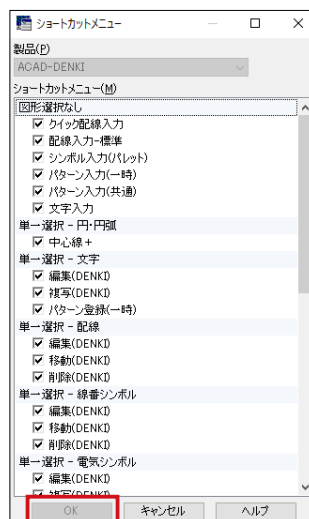 ショートカットメニュー
製品(P)
ACAD-DENKI
ショートカットメニュー(M)
図形選択なし
クイック配線入力
配線入力-標準
シンボル入力(パレット)
パターン入力(一時)
パターン入力(共通)
文字入力
単一選択 - 円・円弧
中心線+
単一選択 - 文字
編集(DENKI)
複写(DENKI)
パターン登録(一時)
単一選択 - 配線
編集(DENKI)
移動(DENKI)
削除(DENKI)
単一選択 - 線番シンボル
編集(DENKI)
移動(DENKI)
削除(DENKI)
単一選択 - 電気シンボル
編集(DENKI)
複写(DENKI)
OK キャンセル ヘルプ